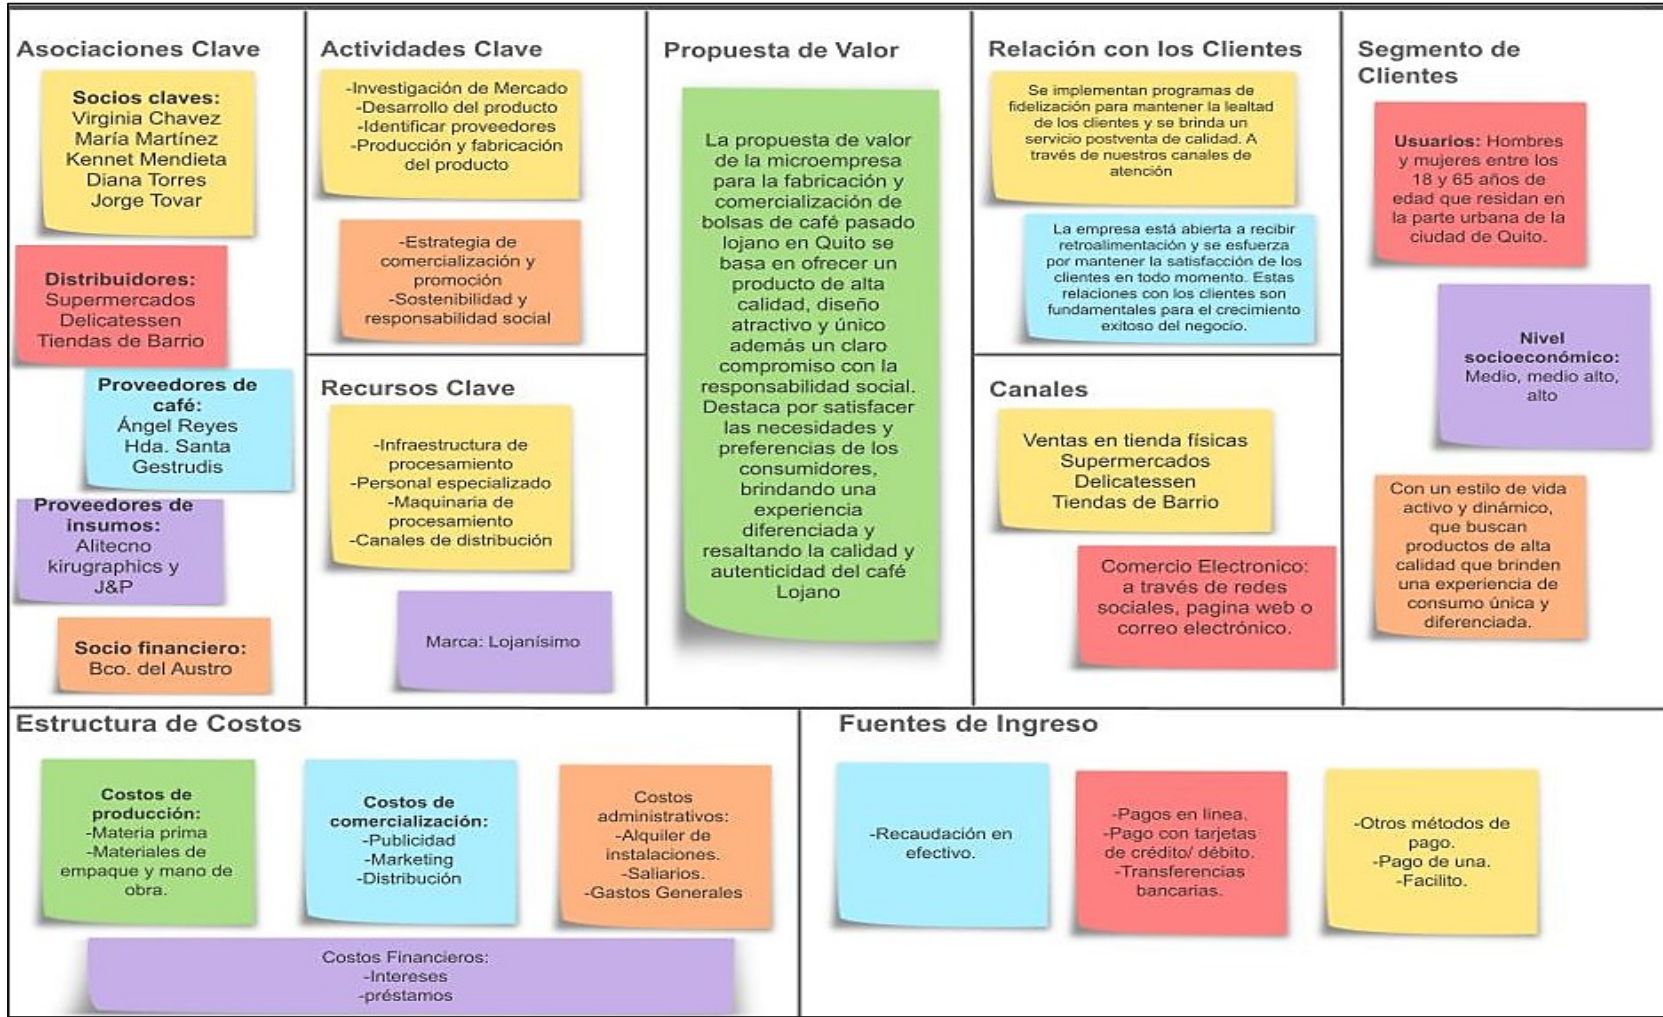 Asociaciones Clave
Socios claves:
Virginia Chavez
María Martínez
Kennet Mendieta
Diana Torres
Jorge Tovar
Distribuidores:
Supermercados
Delicatessen
Tiendas de Barrio
Proveedores de
café:
Ángel Reyes
Hda. Santa
Gestrudis
Proveedores de
insumos:
Alitecno
kirugraphics y
J&P
Socio financiero:
Bco. del Austro
Actividades Clave
-Investigación de Mercado
-Desarrollo del producto
-Identificar proveedores
-Producción y fabricación
del producto
-Estrategia de
comercialización y
promoción
-Sostenibilidad y
responsabilidad social
Recursos Clave
-Infraestructura de
procesamiento
-Personal especializado
-Maquinaria de
procesamiento
-Canales de distribución
Marca: Lojanísimo
Propuesta de Valor
La propuesta de valor
de la microempresa
para la fabricación y
comercialización de
bolsas de café pasado
lojano en Quito se
basa en ofrecer un
producto de alta
calidad, diseño
atractivo y único
además un claro
compromiso con la
responsabilidad social.
Destaca por satisfacer
las necesidades y
preferencias de los
consumidores,
brindando una
experiencia
diferenciada y
resaltando la calidad y
autenticidad del café
Lojano
Relación con los Clientes
Se implementan programas de
fidelización para mantener la lealtad
de los clientes y se brinda un
servicio postventa de calidad. A
través de nuestros canales de
atención
La empresa está abierta a recibir
retroalimentación y se esfuerza
por mantener la satisfacción de los
clientes en todo momento. Estas
relaciones con los clientes son
fundamentales para el crecimiento
exitoso del negocio.
Canales
Ventas en tienda físicas
Supermercados
Delicatessen
Tiendas de Barrio
Comercio Electronico:
a través de redes
sociales, pagina web o
correo electrónico.
Segmento de
Clientes
Usuarios: Hombres
y mujeres entre los
18 y 65 años de
edad que residan en
la parte urbana de la
ciudad de Quito.
Nivel
socioeconómico:
Medio, medio alto,
alto
Con un estilo de vida
activo y dinámico,
que buscan
productos de alta
calidad que brinden
una experiencia de
consumo única y
diferenciada.
Estructura de Costos
Costos de
producción:
-Materia prima
-Materiales de
empaque y mano de
obra.
Costos de
comercialización:
-Publicidad
-Marketing
-Distribución
Costos
administrativos:
-Alquiler de
instalaciones.
-Saliarios.
-Gastos Generales
Costos Financieros:
-Intereses
-préstamos
Fuentes de Ingreso
-Recaudación en
efectivo.
-Pagos en linea.
-Pago con tarjetas
de crédito/ débito.
-Transferencias
bancarias.
-Otros métodos de
pago.
-Pago de una.
-Facilito.